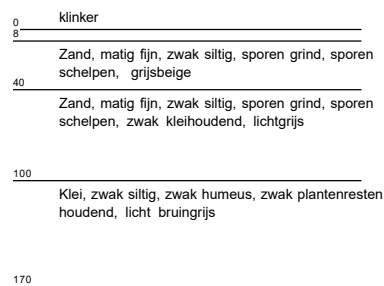 0
klinker
8
Zand, matig fijn, zwak siltig, sporen grind, sporen
schelpen, grijsbeige
40
Zand, matig fijn, zwak siltig, sporen grind, sporen
schelpen, zwak kleihoudend, lichtgrijs
100
Klei, zwak siltig, zwak humeus, zwak plantenresten
houdend, licht bruingrijs
170